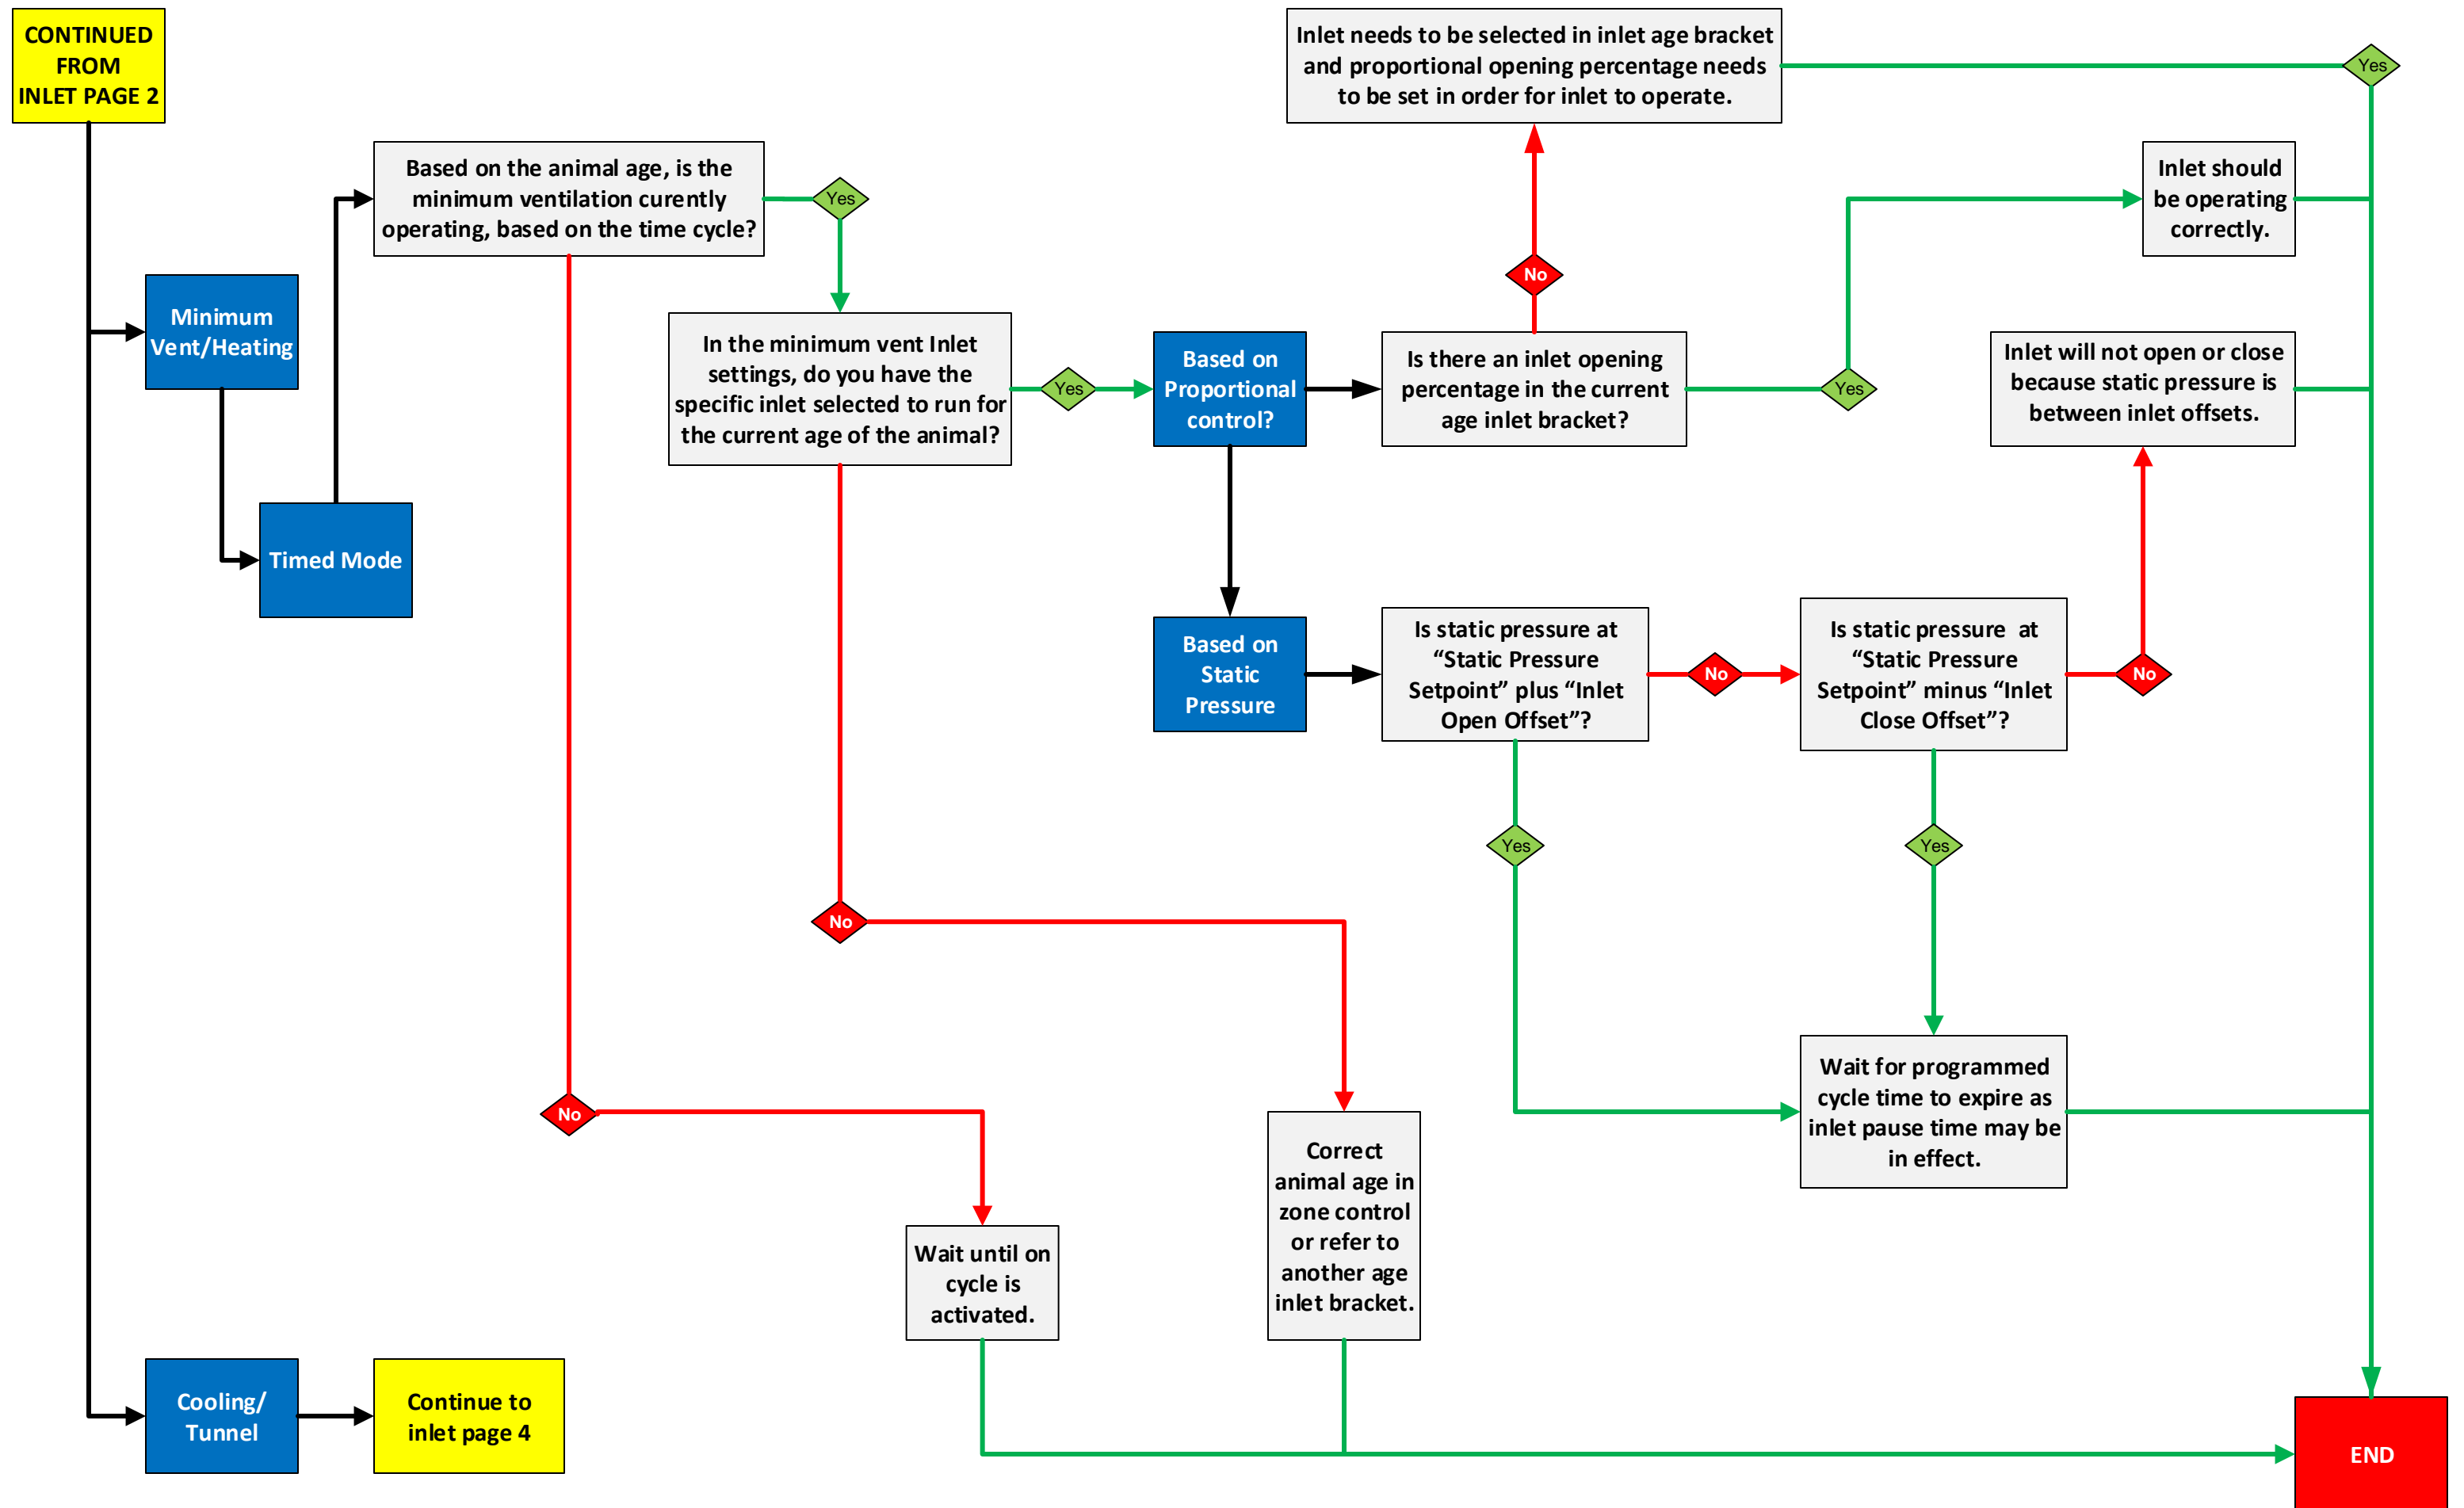 CONTINUED
FROM
INLET PAGE 2
Inlet needs to be selected in inlet age bracket
and proportional opening percentage needs
to be set in order for inlet to operate.
Yes
Based on the animal age, is the
minimum ventilation curently
operating, based on the time cycle?
Yes
Inlet should
be operating
correctly.
No
Minimum
Vent/Heating
In the minimum vent Inlet
settings, do you have the
specific inlet selected to run for
the current age of the animal?
Yes
Based on
Proportional
control?
Is there an inlet opening
percentage in the current
age inlet bracket?
Yes
Inlet will not open or close
because static pressure is
between inlet offsets.
Timed Mode
Based on
Static
Pressure
Is static pressure at
“Static Pressure
Setpoint” plus “Inlet
Open Offset”?
No
Is static pressure  at
“Static Pressure
Setpoint” minus “Inlet
Close Offset”?
No
Yes
Yes
No
Wait for programmed
cycle time to expire as
inlet pause time may be
in effect.
No
Correct
animal age in
zone control
or refer to
another age
inlet bracket.
Wait until on
cycle is
activated.
Cooling/
Tunnel
Continue to
inlet page 4
END